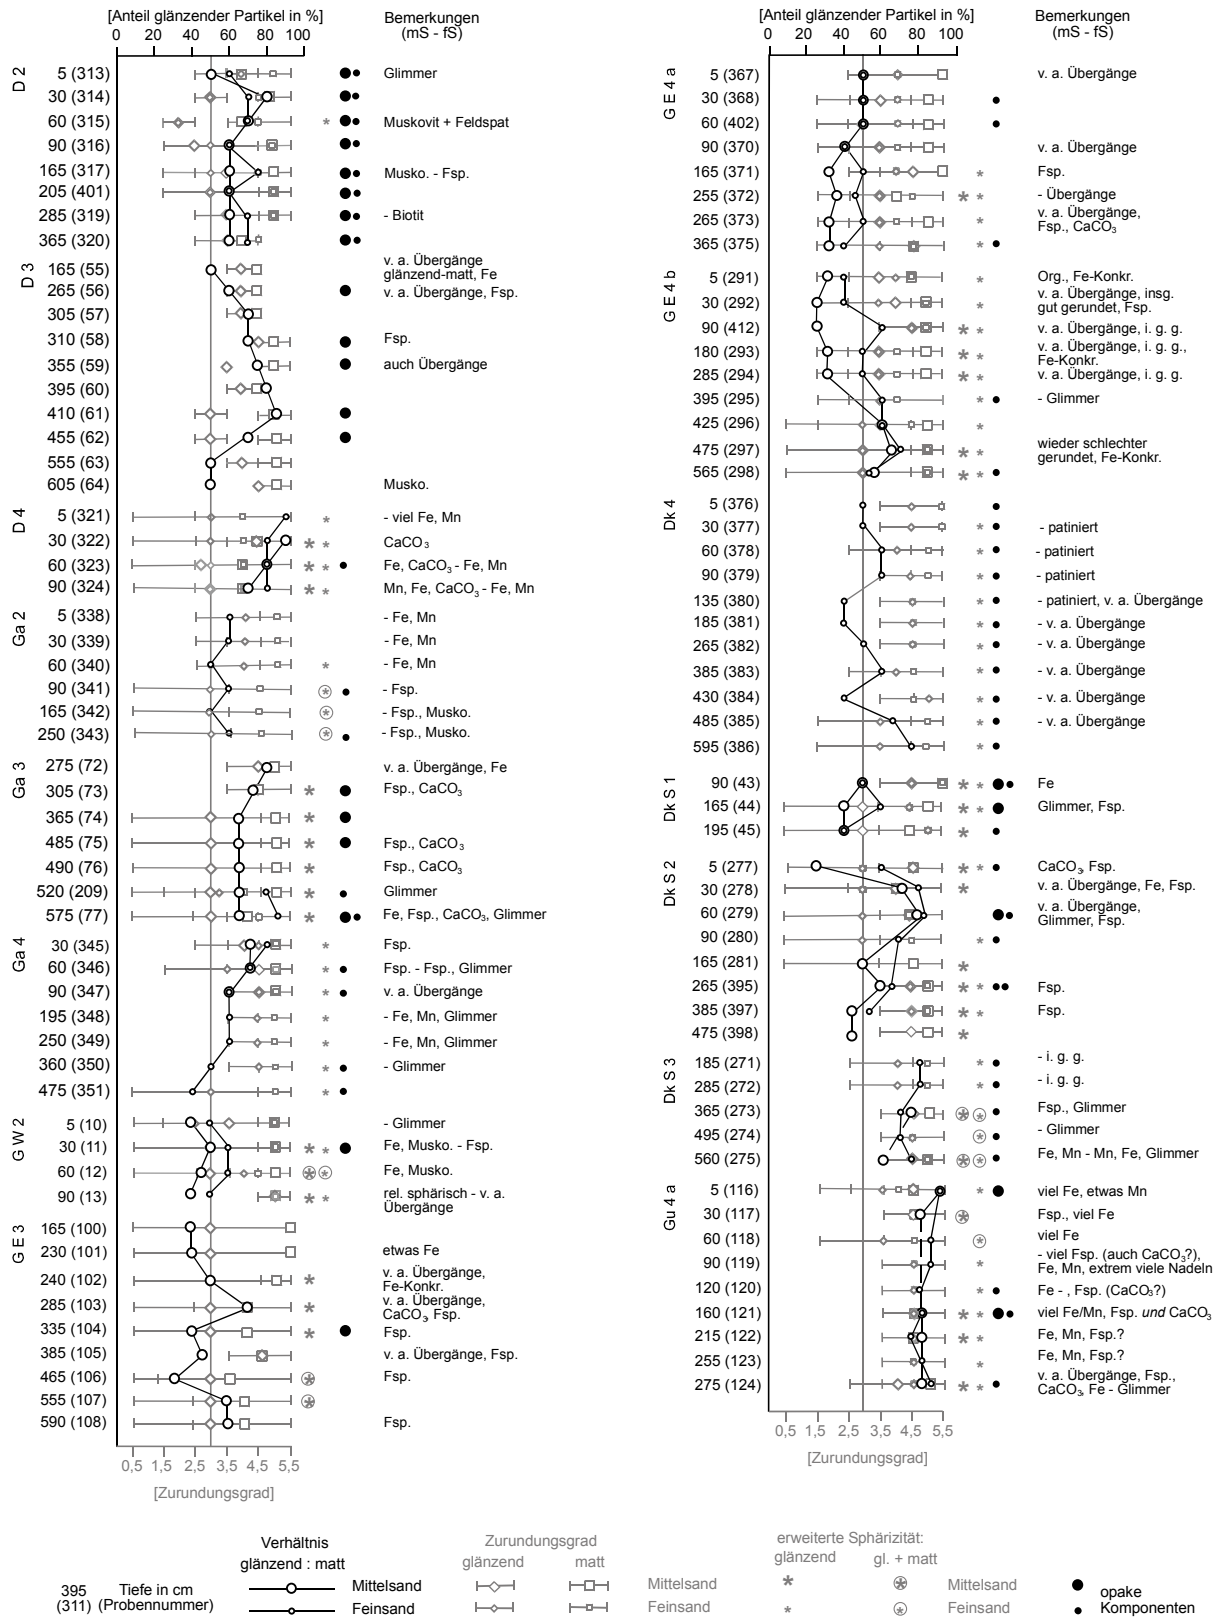 [Anteil glänzender Partikel in %]
Bemerkungen
(mS - fS)
0 20 40 60 80 100
D 2
5 (313) Glimmer
30 (314)
60 (315) Muskovit + Feldspat
90 (316)
165 (317) Musko. - Fsp.
205 (401)
285 (319) - Biotit
365 (320)
D 3
165 (55) v. a. Übergänge glänzend-matt, Fe
265 (56) v. a. Übergänge, Fsp.
305 (57)
310 (58) Fsp.
355 (59) auch Übergänge
395 (60)
410 (61)
455 (62)
555 (63)
605 (64) Musko.
D 4
5 (321) - viel Fe, Mn
30 (322) CaCO₃
60 (323) Fe, CaCO₃ - Fe, Mn
90 (324) Mn, Fe, CaCO₃ - Fe, Mn
Ga 2
5 (338) - Fe, Mn
30 (339) - Fe, Mn
60 (340) - Fe, Mn
90 (341) - Fsp.
165 (342) - Fsp., Musko.
250 (343) - Fsp., Musko.
Ga 3
275 (72) v. a. Übergänge, Fe
305 (73) Fsp., CaCO₃
365 (74)
485 (75) Fsp., CaCO₃
490 (76) Fsp., CaCO₃
520 (209) Glimmer
575 (77) Fe, Fsp., CaCO₃, Glimmer
Ga 4
30 (345) Fsp.
60 (346) Fsp. - Fsp., Glimmer
90 (347) v. a. Übergänge
195 (348) - Fe, Mn, Glimmer
250 (349) - Fe, Mn, Glimmer
360 (350) - Glimmer
475 (351)
G W 2
5 (10) - Glimmer
30 (11) Fe, Musko. - Fsp.
60 (12) Fe, Musko.
90 (13) rel. sphärisch - v. a. Übergänge
G E 3
165 (100)
230 (101) etwas Fe
240 (102) v. a. Übergänge, Fe-Konkr.
285 (103) v. a. Übergänge, CaCO₃, Fsp.
335 (104) Fsp.
385 (105) v. a. Übergänge, Fsp.
465 (106) Fsp.
555 (107)
590 (108) Fsp.
0,5 1,5 2,5 3,5 4,5 5,5
[Zurundungsgrad]
[Anteil glänzender Partikel in %]
Bemerkungen
(mS - fS)
0 20 40 60 80 100
G E 4 a
5 (367) v. a. Übergänge
30 (368)
60 (402)
90 (370) v. a. Übergänge
165 (371) Fsp.
255 (372) - Übergänge
265 (373) v. a. Übergänge, Fsp., CaCO₃
365 (375)
G E 4 b
5 (291) Org., Fe-Konkr.
30 (292) v. a. Übergänge, insg. gut gerundet, Fsp.
90 (412) v. a. Übergänge, i. g. g.
180 (293) v. a. Übergänge, i. g. g., Fe-Konkr.
285 (294) v. a. Übergänge, i. g. g.
395 (295) - Glimmer
425 (296)
475 (297) wieder schlechter gerundet, Fe-Konkr.
565 (298)
Dk 4
5 (376)
30 (377) - patiniert
60 (378) - patiniert
90 (379) - patiniert
135 (380) - patiniert, v. a. Übergänge
185 (381) - v. a. Übergänge
265 (382) - v. a. Übergänge
385 (383) - v. a. Übergänge
430 (384) - v. a. Übergänge
485 (385) - v. a. Übergänge
595 (386)
Dk S 1
90 (43) Fe
165 (44) Glimmer, Fsp.
195 (45)
Dk S 2
5 (277) CaCO₃, Fsp.
30 (278) v. a. Übergänge, Fe, Fsp.
60 (279) v. a. Übergänge, Glimmer, Fsp.
90 (280)
165 (281)
265 (395) Fsp.
385 (397) Fsp.
475 (398)
Dk S 3
185 (271) - i. g. g.
285 (272) - i. g. g.
365 (273) Fsp., Glimmer
495 (274) - Glimmer
560 (275) Fe, Mn - Mn, Fe, Glimmer
Gu 4 a
5 (116) viel Fe, etwas Mn
30 (117) Fsp., viel Fe
60 (118) viel Fe
90 (119) - viel Fsp. (auch CaCO₃?), Fe, Mn, extrem viele Nadeln
120 (120) Fe - , Fsp. (CaCO₃?)
160 (121) viel Fe/Mn, Fsp. und CaCO₃
215 (122) Fe, Mn, Fsp.?
255 (123) Fe, Mn, Fsp.?
275 (124) v. a. Übergänge, Fsp., CaCO₃, Fe - Glimmer
0,5 1,5 2,5 3,5 4,5 5,5
[Zurundungsgrad]
Verhältnis
glänzend : matt
Zurundungsgrad
glänzend matt
erweiterte Sphärizität:
glänzend gl. + matt
395 (311) Tiefe in cm (Probennummer)
Mittelsand Mittelsand Mittelsand opake
Feinsand Feinsand Feinsand Komponenten